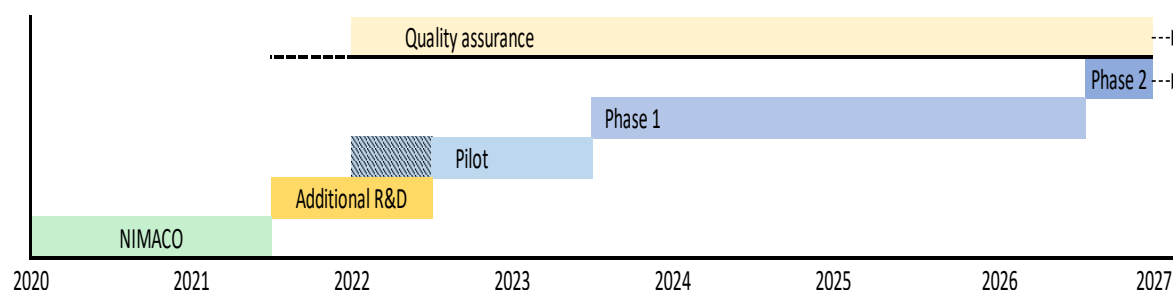 Quality assurance
Phase 2
Phase 1
Pilot
Additional R&D
NIMACO
2020 2021 2022 2023 2024 2025 2026 2027